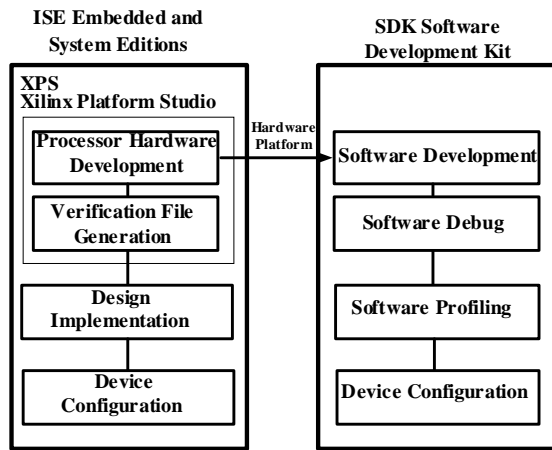 ISE Embedded and
System Editions
XPS
Xilinx Platform Studio
Processor Hardware
Development
Verification File
Generation
Design
Implementation
Device
Configuration
Hardware
Platform
SDK Software
Development Kit
Software Development
Software Debug
Software Profiling
Device Configuration